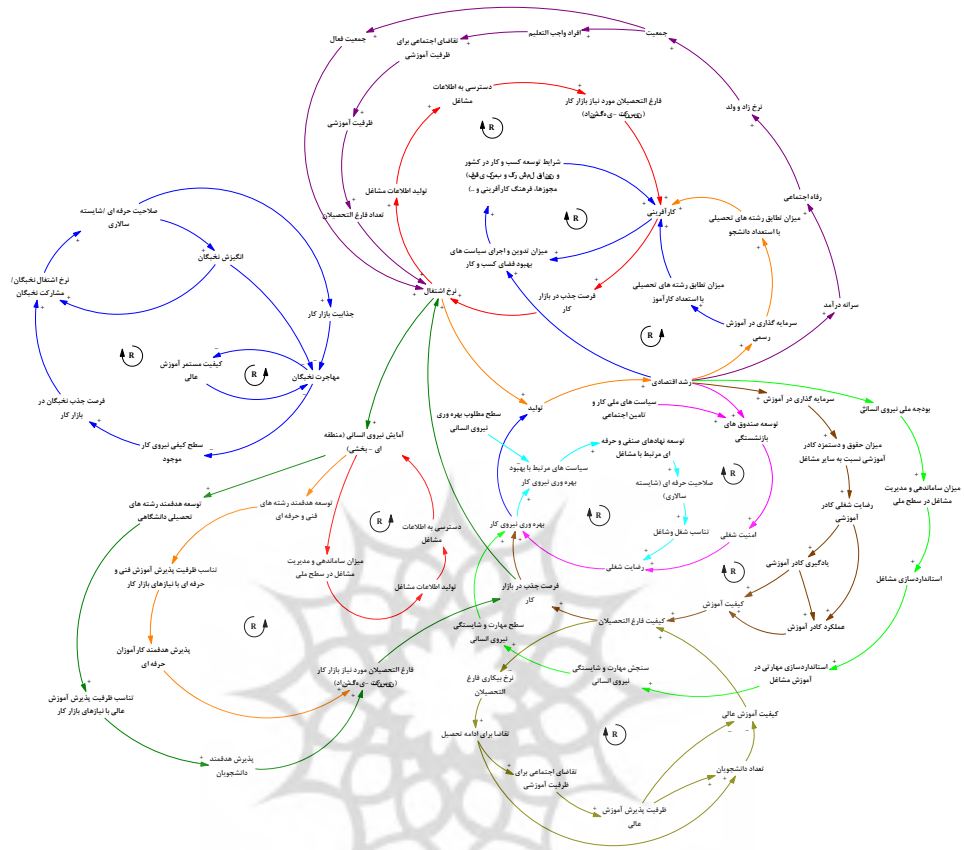 جمعیت
افراد واجب التعلیم
تقاضای اجتماعی برای
ظرفیت آموزشی
جمعیت فعال
نرخ زاد و ولد
دسترسی به اطلاعات
مشاغل
فارغ التحصیلان مورد نیاز بازار کار
ظرفیت آموزشی
شرایط توسعه کسب و کار در کشور
مجوزها، فرهنگ کارآفرینی و ..)
تولید اطلاعات مشاغل
رفاه اجتماعی
صلاحیت حرفه ای /شایسته
سالاری
تعداد فارغ التحصیلان
کارآفرینی
میزان تطابق رشته های تحصیلی
با استعداد دانشجو
انگیزش نخبگان
میزان تدوین و اجرای سیاست های
بهبود فضای کسب و کار
نرخ اشتغال نخبگان/
مشارکت نخبگان
نرخ اشتغال
میزان تطابق رشته های تحصیلی
با استعداد کارآموز
فرصت جذب در بازار
کار
سرانه درآمد
جذابیت بازار کار
سرمایه گذاری در آموزش
رسمی
کیفیت مستمر آموزش
عالی
مهاجرت نخبگان
رشد اقتصادی
فرصت جذب نخبگان در
بازار کار
سطح کیفی نیروی کار
موجود
تولید
سطح مطلوب بهره وری
نیروی انسانی
سیاست های ملی کار و
تامین اجتماعی
سرمایه گذاری در آموزش
بودجه ملی نیروی انسانی
توسعه صندوق های
بازنشستگی
آمایش نیروی انسانی (منطقه
ای - بخشی)
توسعه نهادهای صنفی و حرفه
ای مرتبط با مشاغل
میزان حقوق و دستمزد کادر
آموزشی نسبت به سایر مشاغل
سیاست های مرتبط با بهبود
بهره وری نیروی کار
صلاحیت حرفه ای (شایسته
سالاری)
میزان ساماندهی و مدیریت
مشاغل در سطح ملی
توسعه هدفمند رشته های
تحصیلی دانشگاهی
توسعه هدفمند رشته های
فنی و حرفه ای
رضایت شغلی کادر
آموزشی
دسترسی به اطلاعات
مشاغل
بهره وری نیروی کار
تناسب شغل وشاغل
امنیت شغلی
میزان ساماندهی و مدیریت
مشاغل در سطح ملی
رضایت شغلی
یادگیری کادر آموزشی
تناسب ظرفیت پذیرش آموزش فنی و
حرفه ای با نیازهای بازار کار
تولید اطلاعات مشاغل
فرصت جذب در بازار
کار
استانداردسازی مشاغل
کیفیت آموزش
کیفیت فارغ التحصیلان
عملکرد کادر آموزش
سطح مهارت و شایستگی
نیروی انسانی
پذیرش هدفمند کارآموزان
حرفه ای
فارغ التحصیلان مورد نیاز بازار کار
سنجش مهارت و شایستگی
نیروی انسانی
استانداردسازی مهارتی در
آموزش مشاغل
نرخ بیکاری فارغ
التحصیلان
تناسب ظرفیت پذیرش آموزش
عالی با نیازهای بازار کار
کیفیت آموزش عالی
تقاضا برای ادامه تحصیل
پذیرش هدفمند
دانشجویان
تقاضای اجتماعی برای
ظرفیت آموزشی
تعداد دانشجویان
ظرفیت پذیرش آموزش
عالی
R
R
R
R
R
R
R
R
R
R
R
R